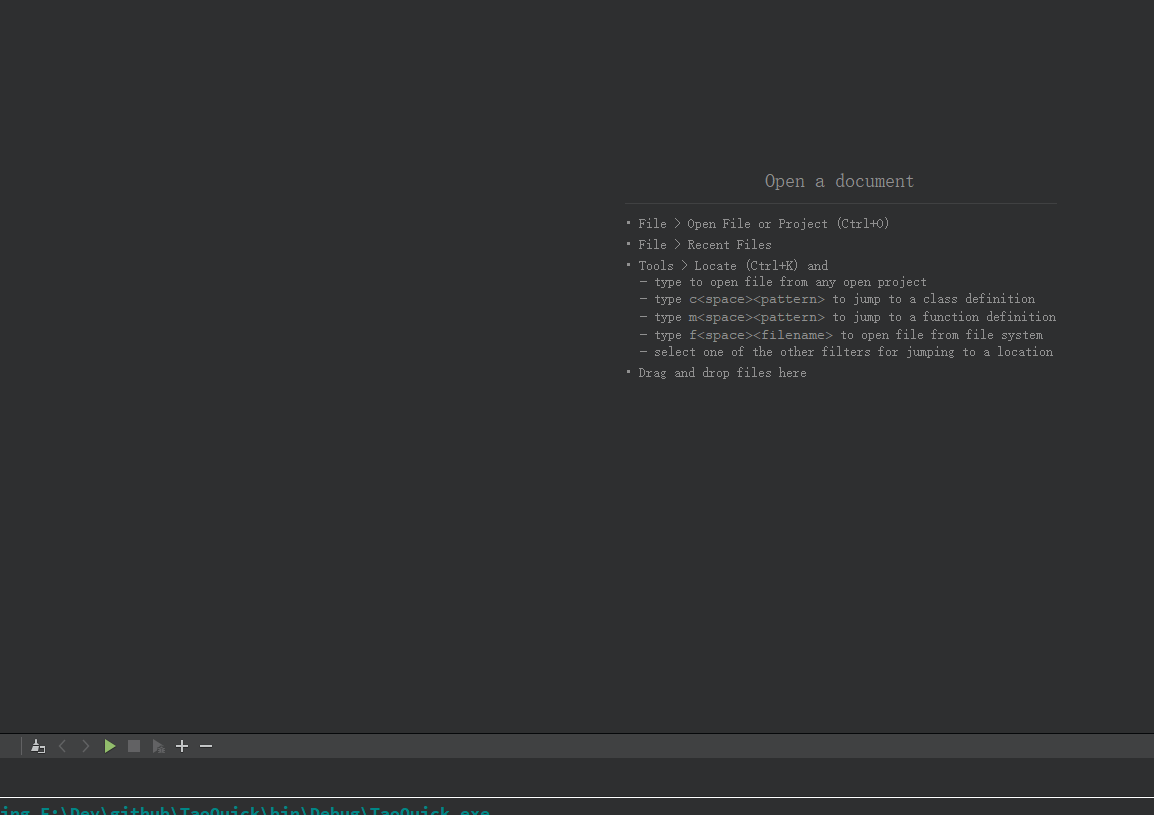 Open a document
• File > Open File or Project (Ctrl+O)
• File > Recent Files
• Tools > Locate (Ctrl+K) and
– type to open file from any open project
– type c<space><pattern> to jump to a class definition
– type m<space><pattern> to jump to a function definition
– type f<space><filename> to open file from file system
– select one of the other filters for jumping to a location
• Drag and drop files here
ing E:\Dev\github\TaoQuick\bin\Debug\TaoQuick.exe